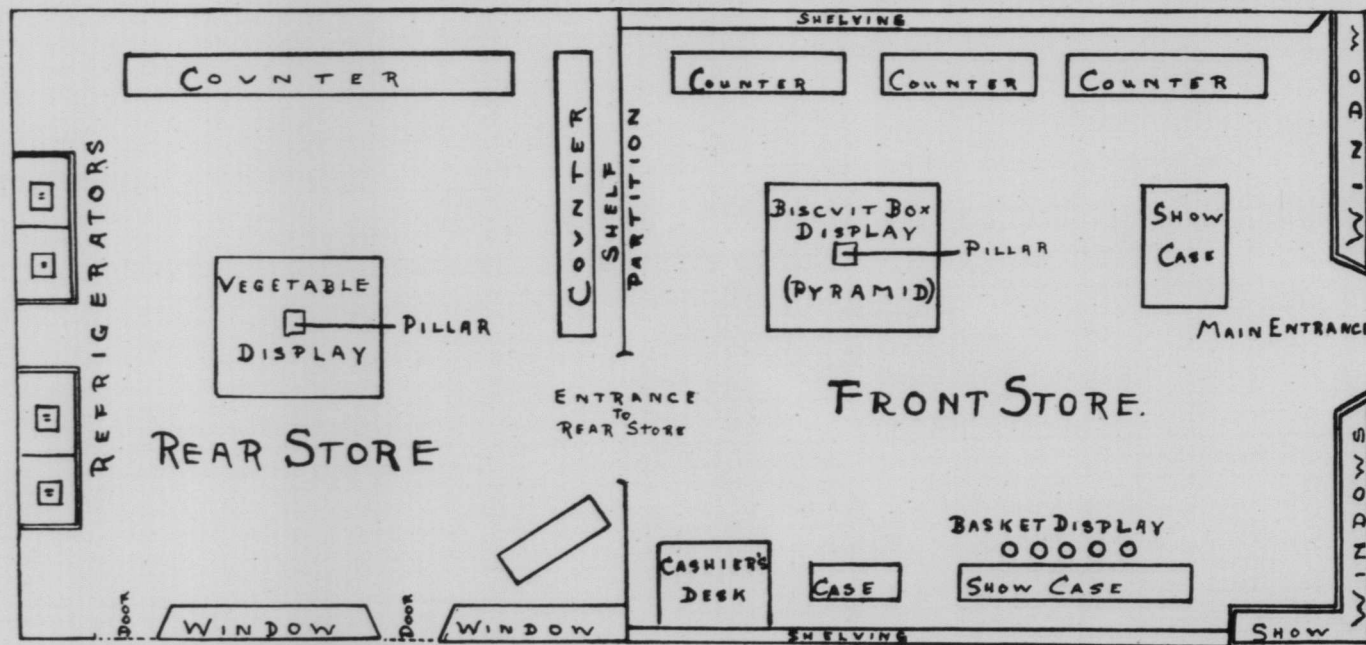 SHELVING
COUNTER
COUNTER
COUNTER
COUNTER
WINDOW
COUNTER
SHELF
PARTITION
REFRIGERATORS
BISCUIT BOX
DISPLAY
(PYRAMID)
PILLAR
SHOW
CASE
VEGETABLE
DISPLAY
PILLAR
MAIN ENTRANCE
ENTRANCE
TO
REAR STORE
FRONT STORE.
REAR STORE
WINDOWS
BASKET DISPLAY
CASHIER'S
DESK
CASE
SHOW CASE
DOOR
WINDOW
DOOR
WINDOW
SHELVING
SHOW